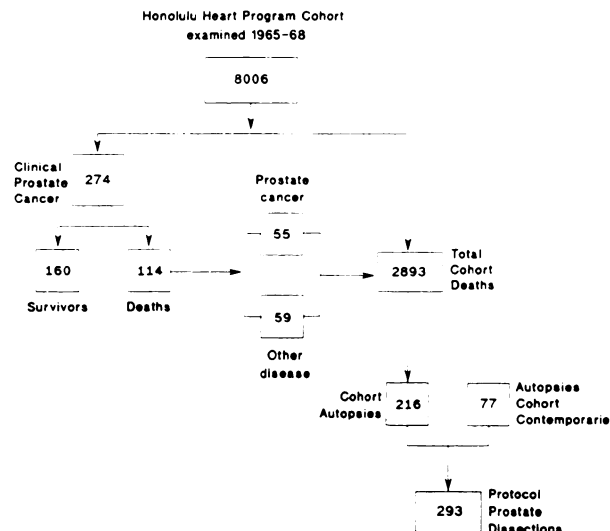 Honolulu Heart Program Cohort
examined 1965-68
8006
Clinical
Prostate
Cancer
274
Prostate
cancer
55
160
114
2893
Total
Cohort
Deaths
Survivors
Deaths
59
Other
disease
Cohort
Autopsies
216
77
Autopsies
Cohort
Contemporarie
293
Protocol
Prostate
Dissections